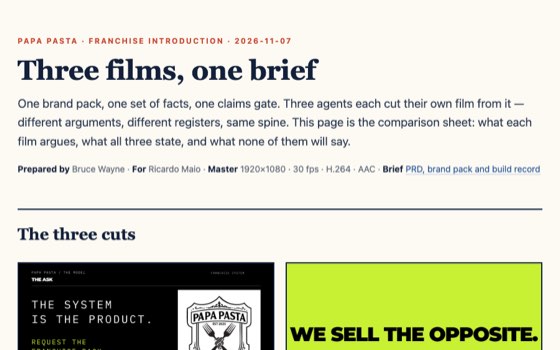 PAPA PASTA · FRANCHISE INTRODUCTION · 2026-11-07
Three films, one brief
One brand pack, one set of facts, one claims gate. Three agents each cut their own film from it —
different arguments, different registers, same spine. This page is the comparison sheet: what each
film argues, what all three state, and what none of them will say.
Prepared by Bruce Wayne · For Ricardo Maio · Master 1920×1080 · 30 fps · H.264 · AAC · Brief PRD, brand pack and build record
The three cuts
PAPA PASTA / THE MODEL
THE ASK
THE SYSTEM
IS THE PRODUCT.
REQUEST THE
PAPA PASTA
WE SELL THE OPPOSITE.